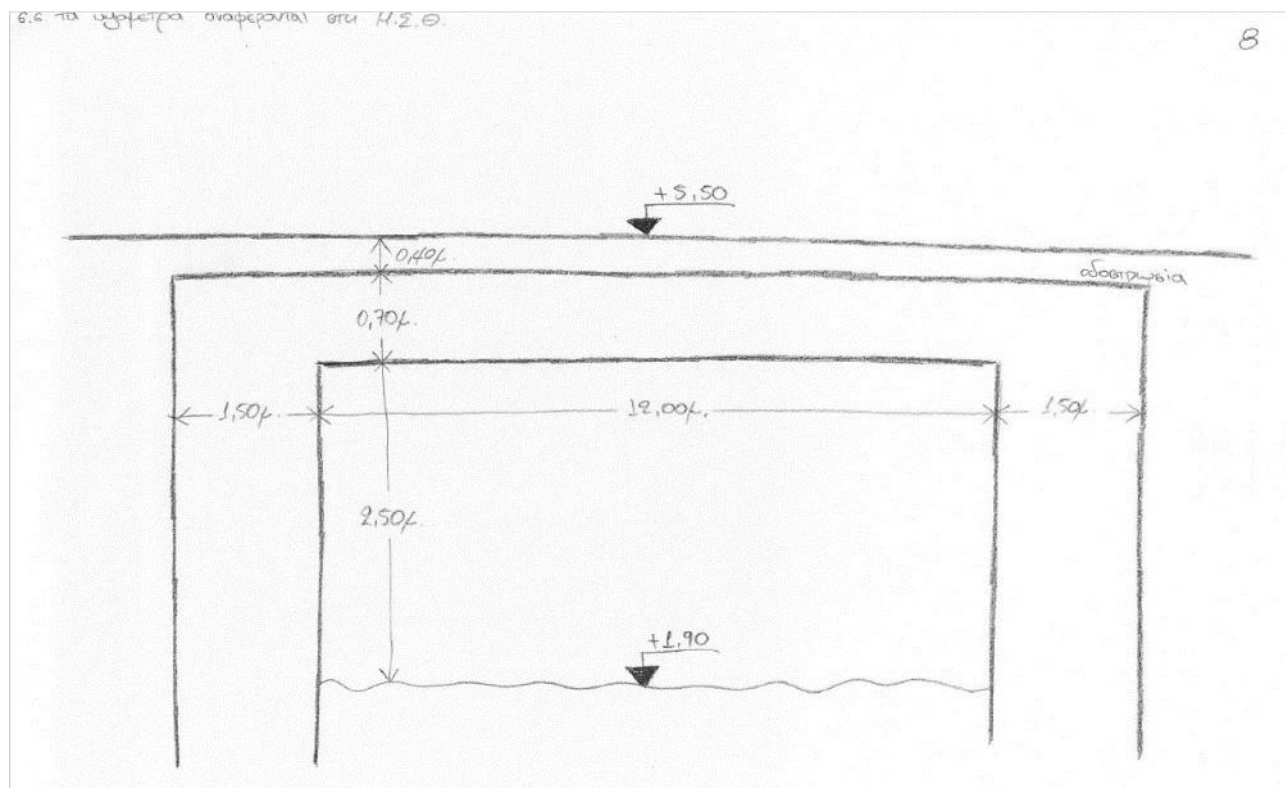 6.6 τα υψόμετρα αναφέρονται στη Μ.Σ.Θ.
8
+5,50
0,40μ.
οδοστρωσία
0,70μ.
1,50μ.
12,00μ.
1,50μ.
2,50μ.
+1,90